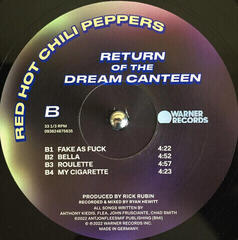 RED HOT CHILI PEPPERS
RETURN
OF THE
DREAM CANTEEN
B
33 1/3 RPM
093624875635
WARNER
RECORDS
B1 FAKE AS FUCK 4:22
B2 BELLA 4:52
B3 ROULETTE 4:57
B4 MY CIGARETTE 4:23
PRODUCED BY RICK RUBIN
RECORDED & MIXED BY RYAN HEWITT
ALL SONGS WRITTEN BY
ANTHONY KIEDIS, FLEA, JOHN FRUSCIANTE, CHAD SMITH
©2022 ANTJONFLEESMIF PUBLISHING (BMI)
℗ ©2022 WARNER RECORDS INC.
MADE IN GERMANY.